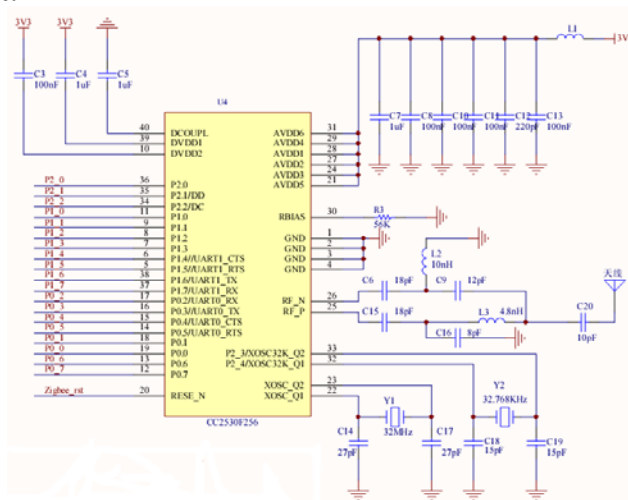 3V3 3V3 L1 3V
C3 C4 C5 C7 C8 C10 C11 C12 C13
100nF 1uF 1uF 1uF 100nF 100nF 100nF 220pF 100nF
U4
40 DCOUPL AVDD6 31
39 DVDD1 AVDD4 29
10 DVDD2 AVDD1 28
AVDD2 27
AVDD3 24
AVDD5 21
P2_0 36 P2.0
P2_1 35 P2.1/DD
P2_2 34 P2.2/DC
P1_0 11 P1.0 RBIAS 30 R3
P1_1 9 P1.1 56K
P1_2 8 P1.2 GND 1
P1_3 7 P1.3 GND 2
P1_4 6 P1.4//UART1_CTS GND 3
P1_5 5 P1.5//UART1_RTS GND 4
P1_6 38 P1.6//UART1_TX
P1_7 37 P1.7//UART1_RX
P0_2 17 P0.2//UART0_RX RF_N 26
P0_3 16 P0.3//UART0_TX RF_P 25
P0_4 15 P0.4//UART0_CTS
P0_5 14 P0.5//UART0_RTS
P0_1 18 P0.1
P0_0 19 P0.0 P2_3/XOSC32K_Q2 33
P0_6 13 P0.6 P2_4/XOSC32K_Q1 32
P0_7 12 P0.7
XOSC_Q2 23
Zigbee_rst 20 RESE_N XOSC_Q1 22
CC2530F256
L2
10nH
C6 18pF C9 12pF
天线
C15 18pF L3 4.8nH C20
C16 8pF 10pF
Y1 Y2
32MHz 32.768KHz
C14 C17 C18 C19
27pF 27pF 15pF 15pF